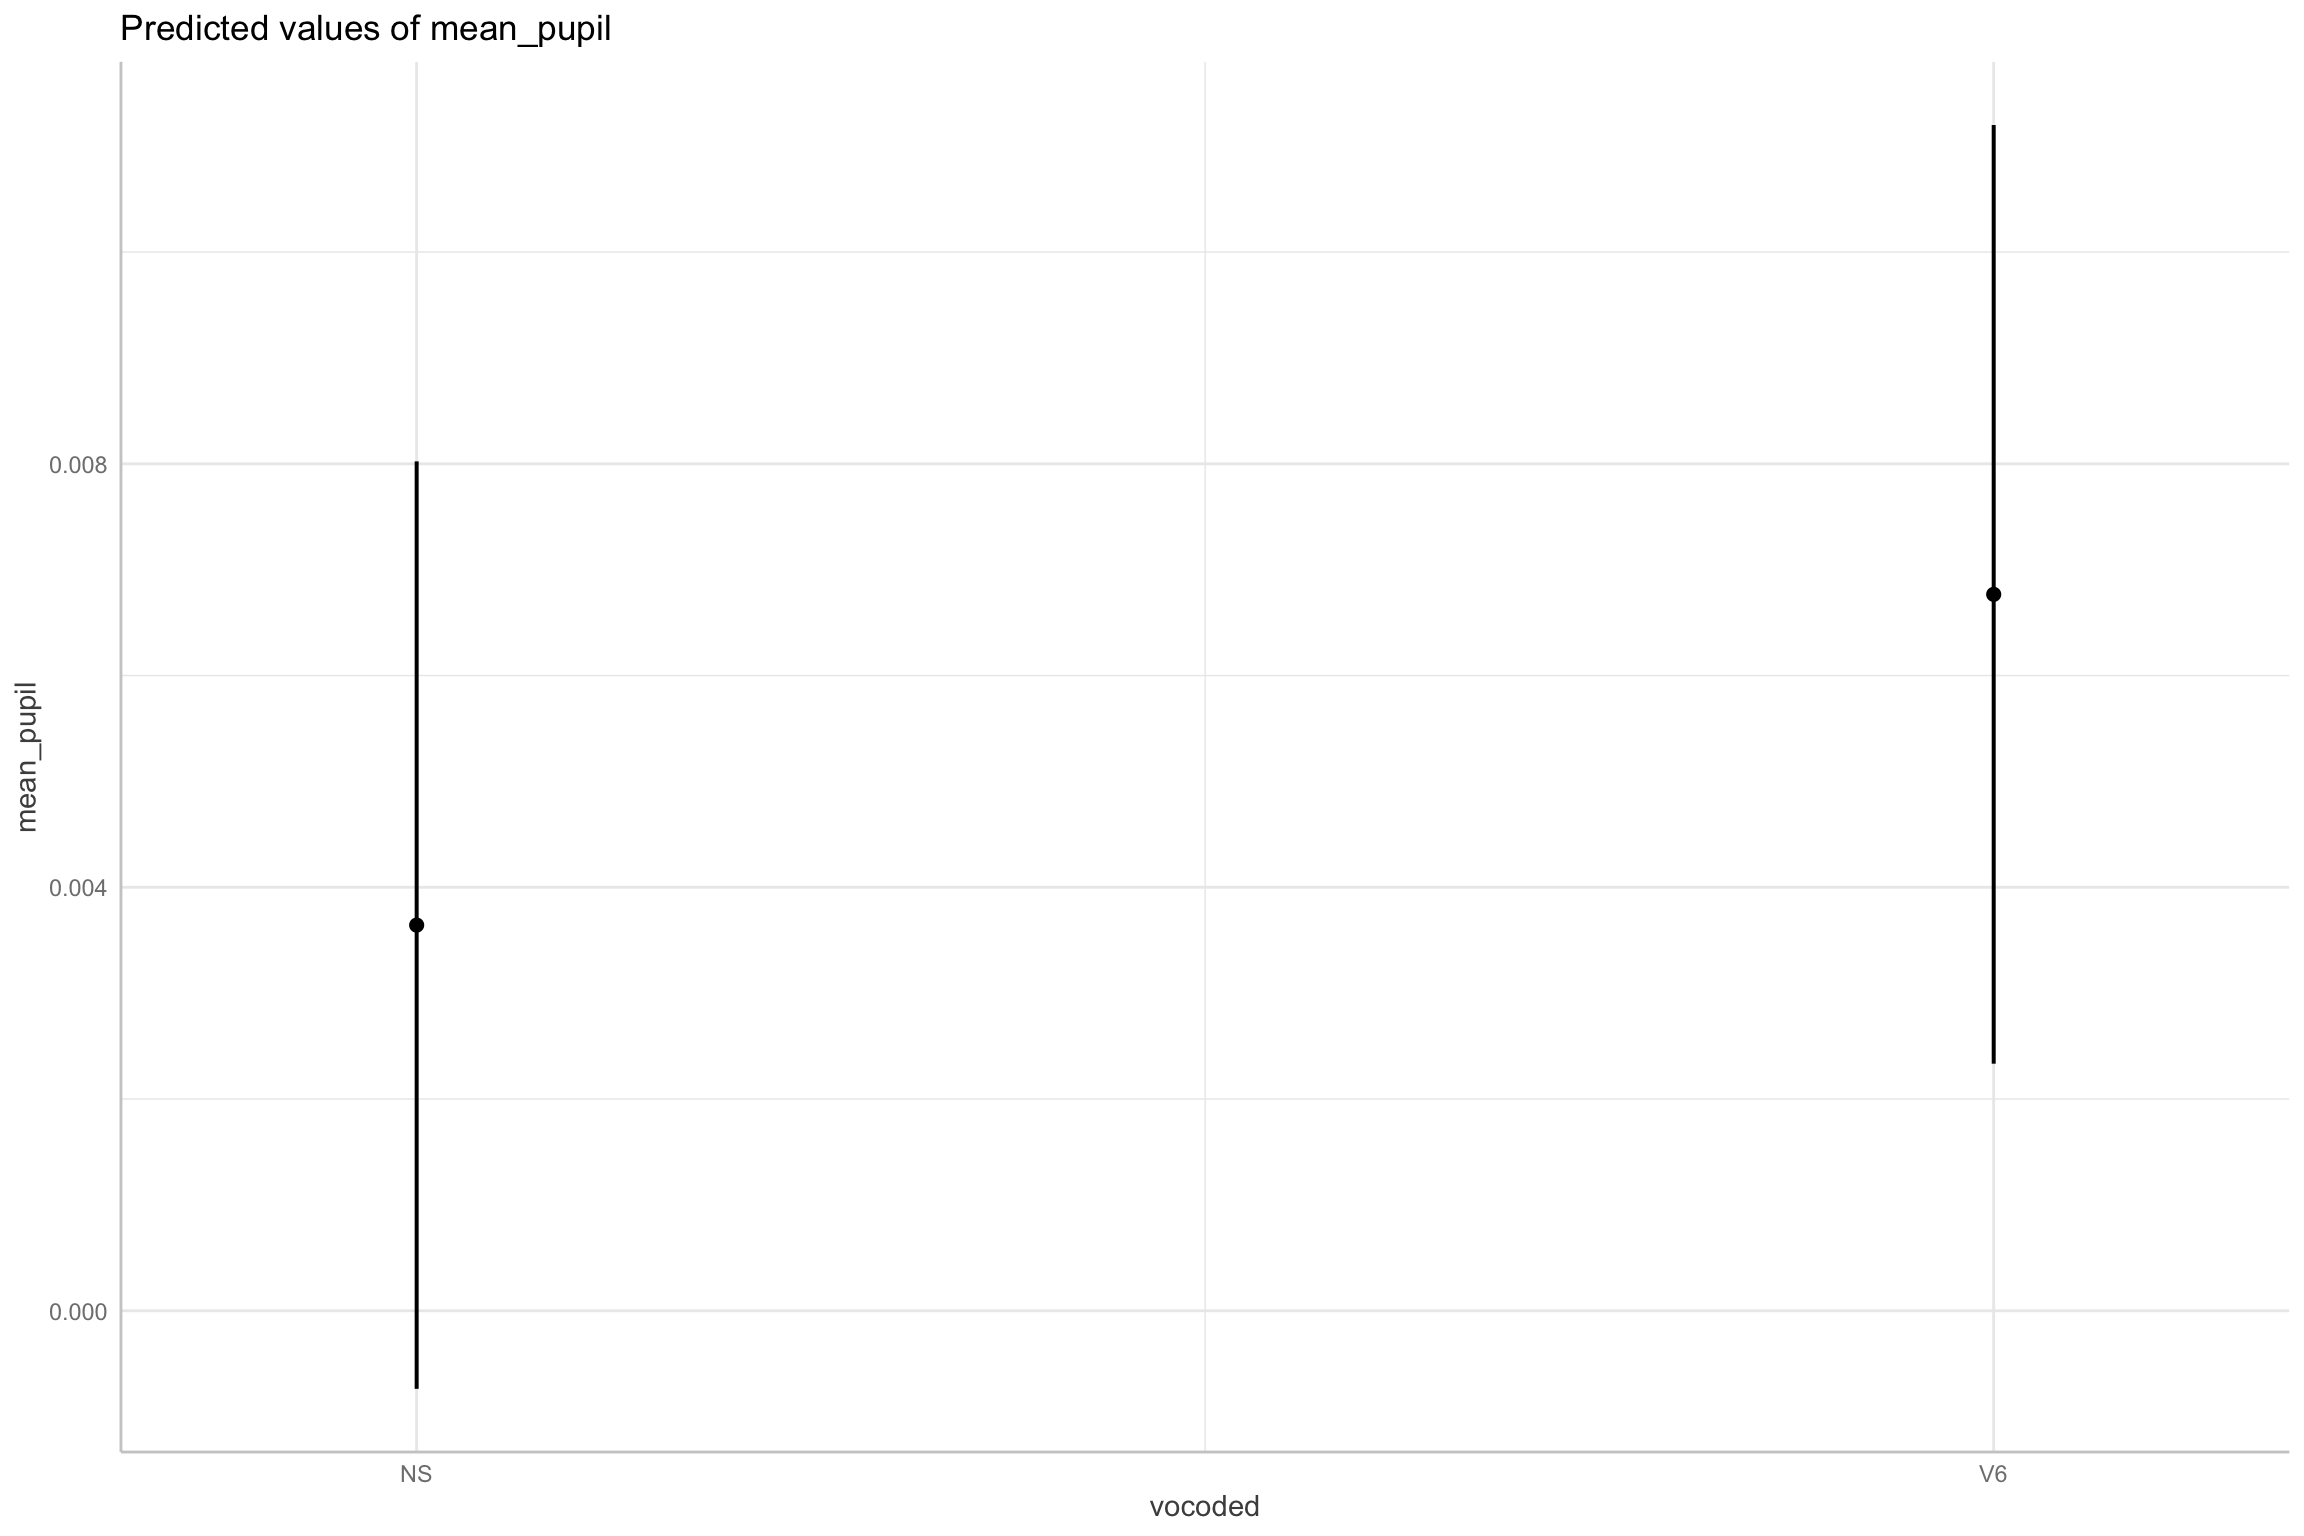 Predicted values of mean_pupil
0.008
0.004
0.000
mean_pupil
NS
V6
vocoded